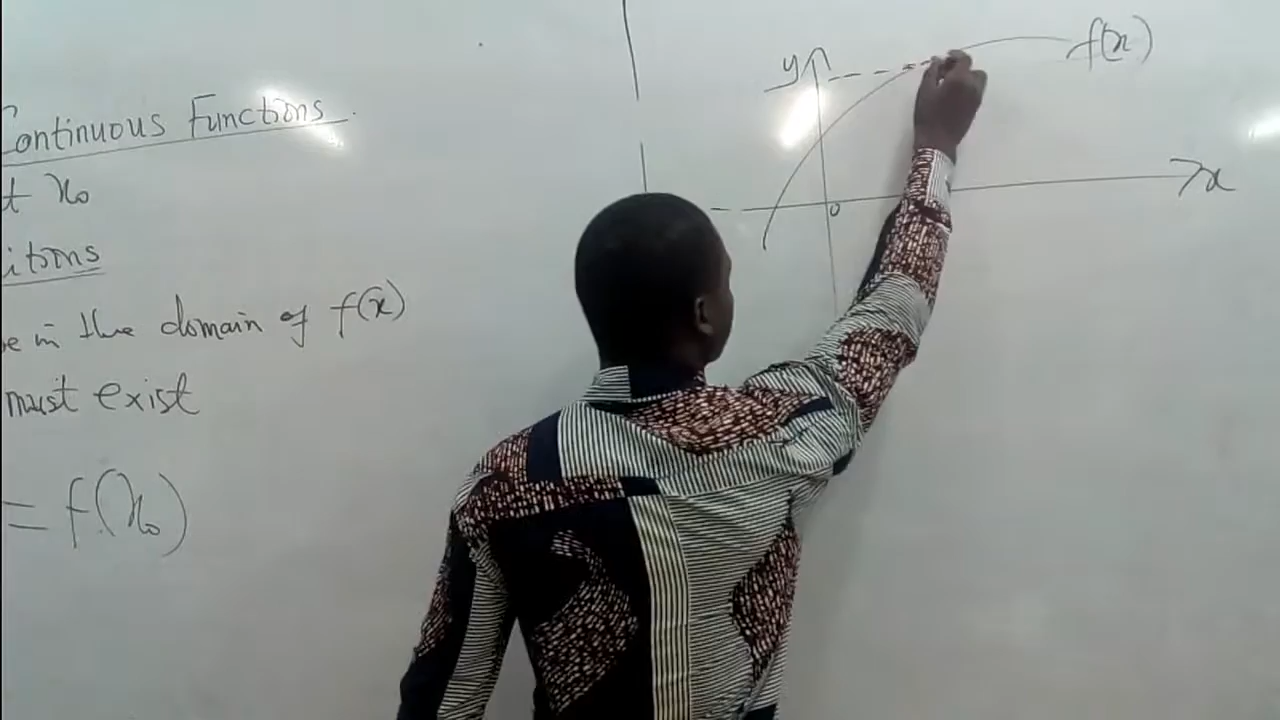 Continuous Functions
t x₀
itions
e in the domain of f(x)
must exist
= f(x₀)
y
f(x)
x
0